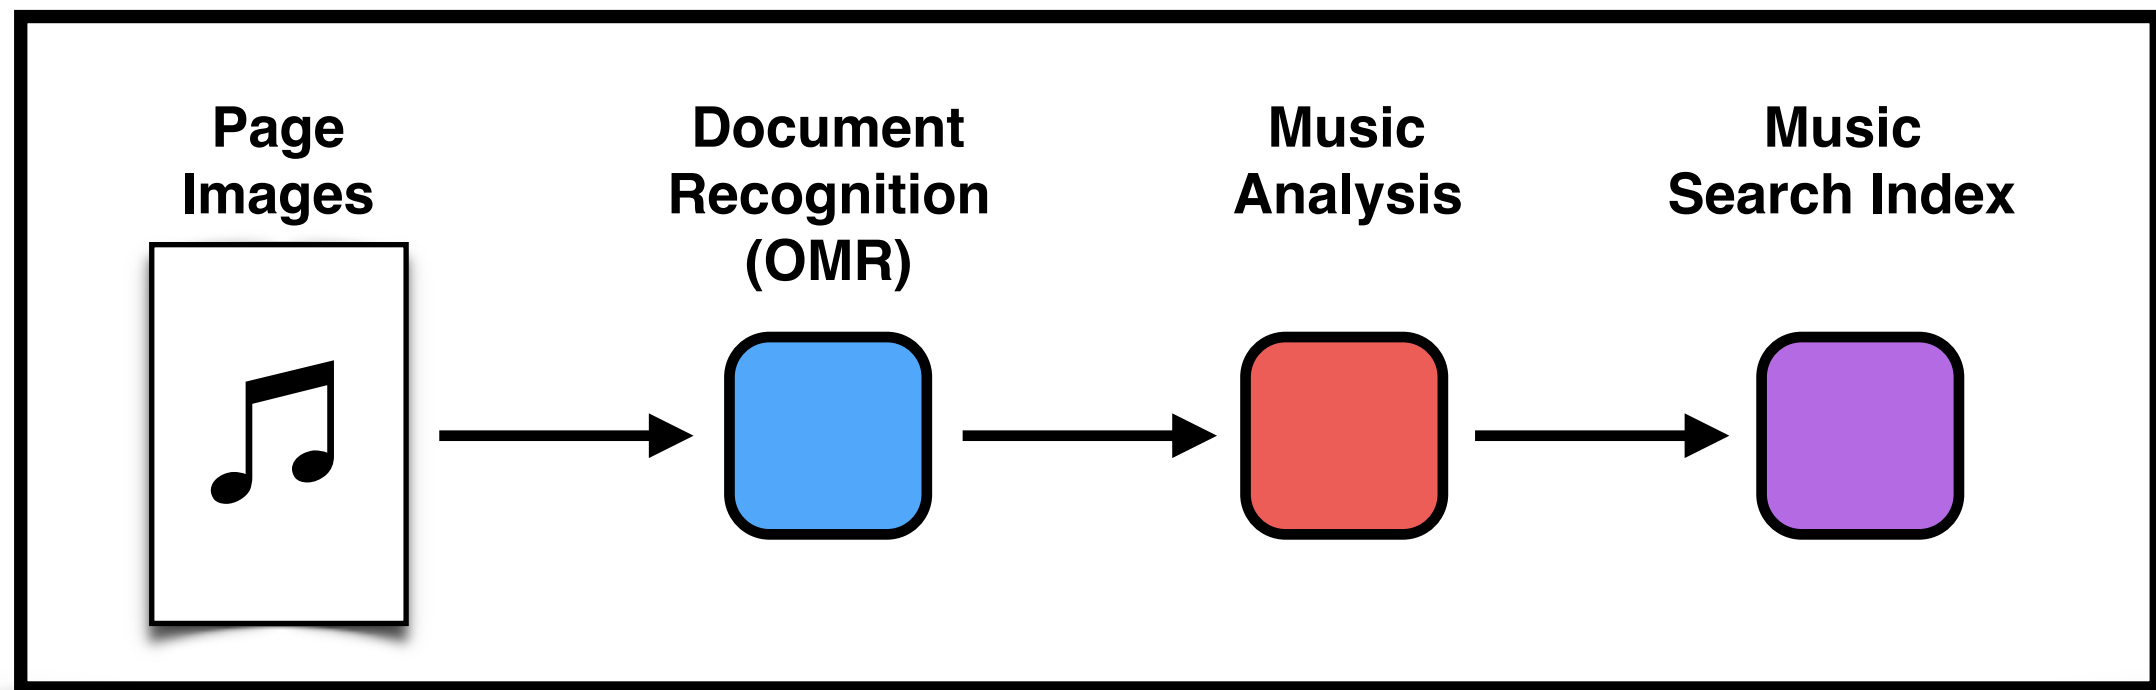 Page
Images
Document
Recognition
(OMR)
Music
Analysis
Music
Search Index